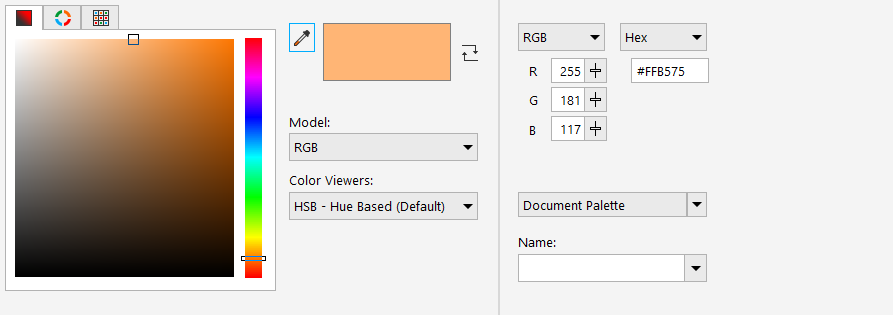 Model:
RGB
Color Viewers:
HSB - Hue Based (Default)
RGB
Hex
R 255
#FFB575
G 181
B 117
Document Palette
Name: